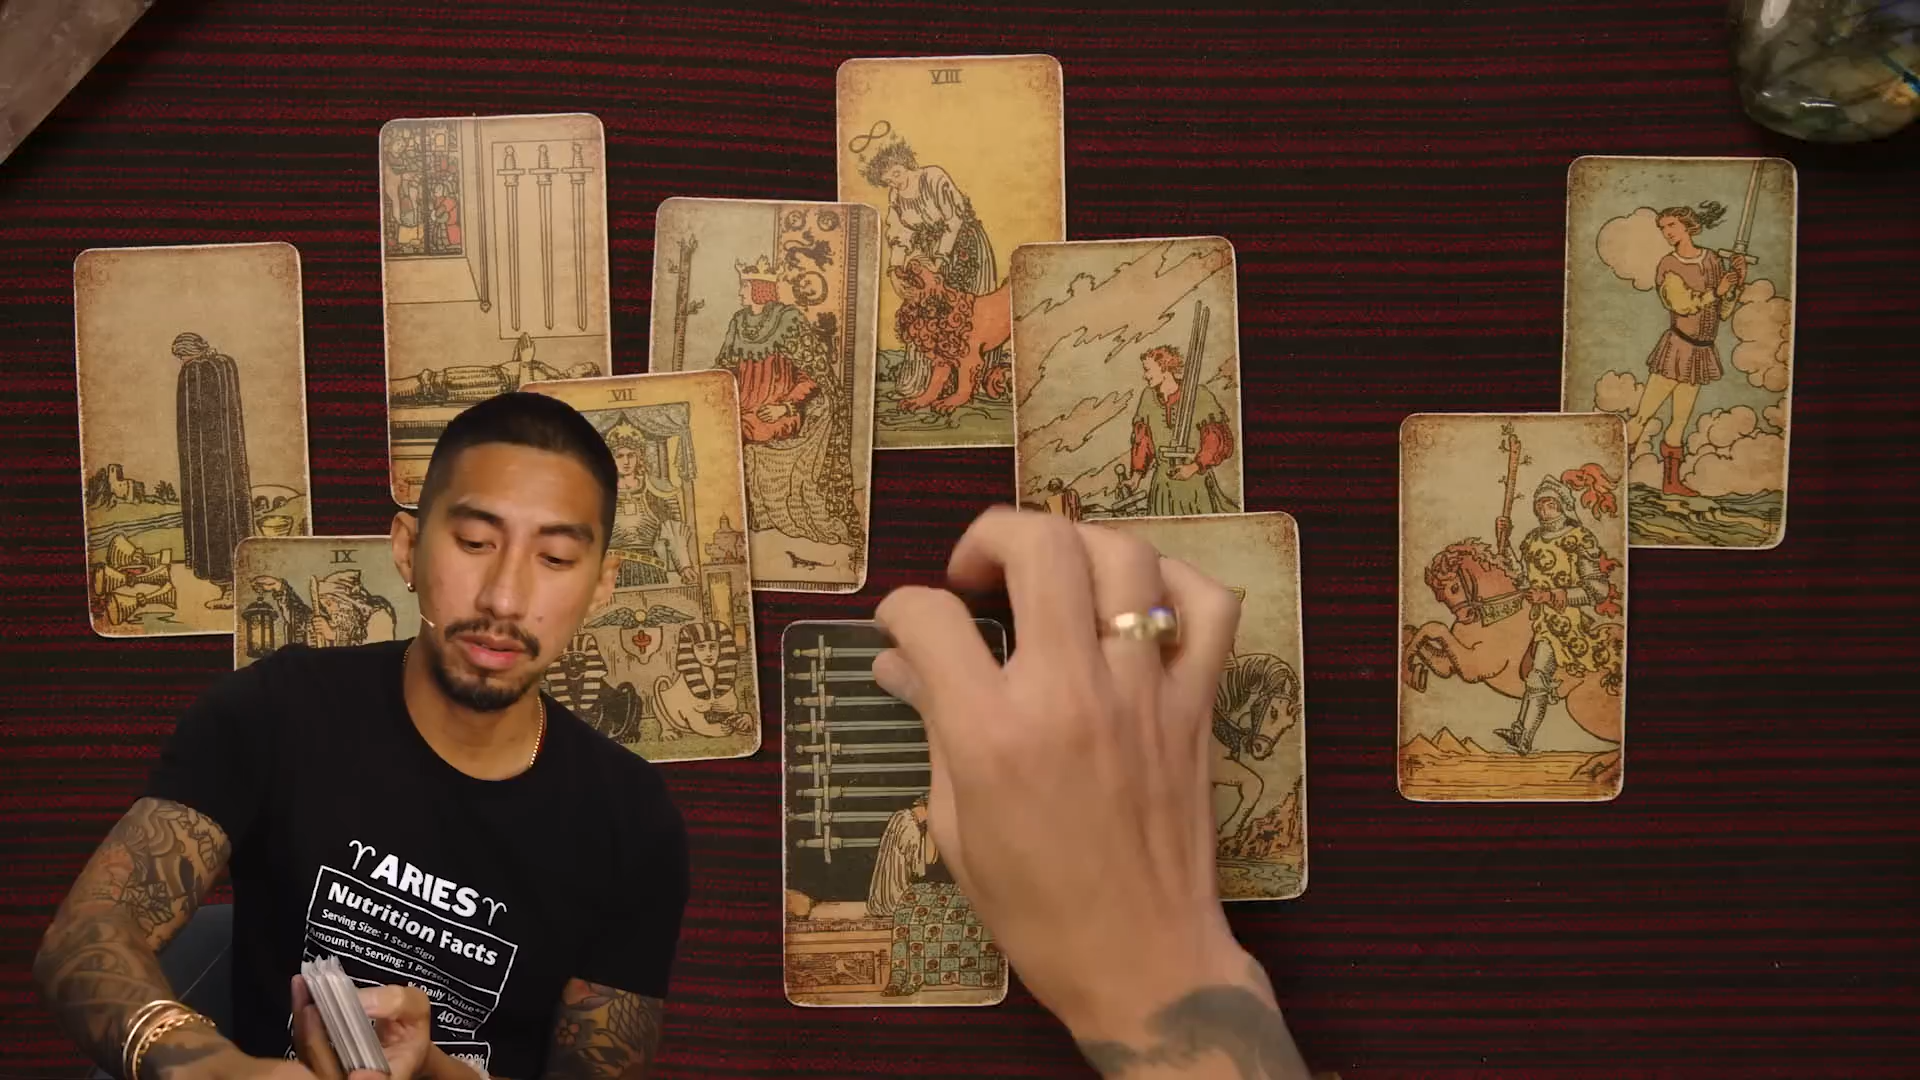 VIII
VII
IX
♈ ARIES ♈
Nutrition Facts
Serving Size: 1 Star Sign
Amount Per Serving: 1 Person
% Daily Value**
400%